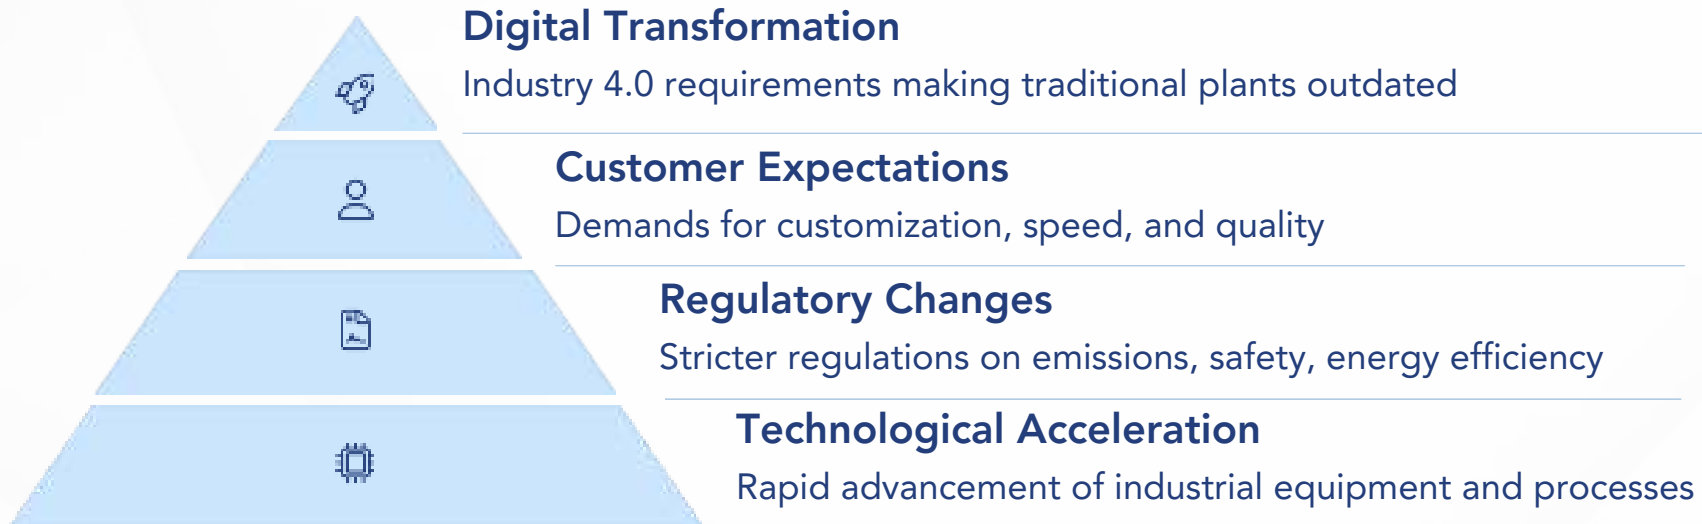 Digital Transformation
Industry 4.0 requirements making traditional plants outdated
Customer Expectations
Demands for customization, speed, and quality
Regulatory Changes
Stricter regulations on emissions, safety, energy efficiency
Technological Acceleration
Rapid advancement of industrial equipment and processes